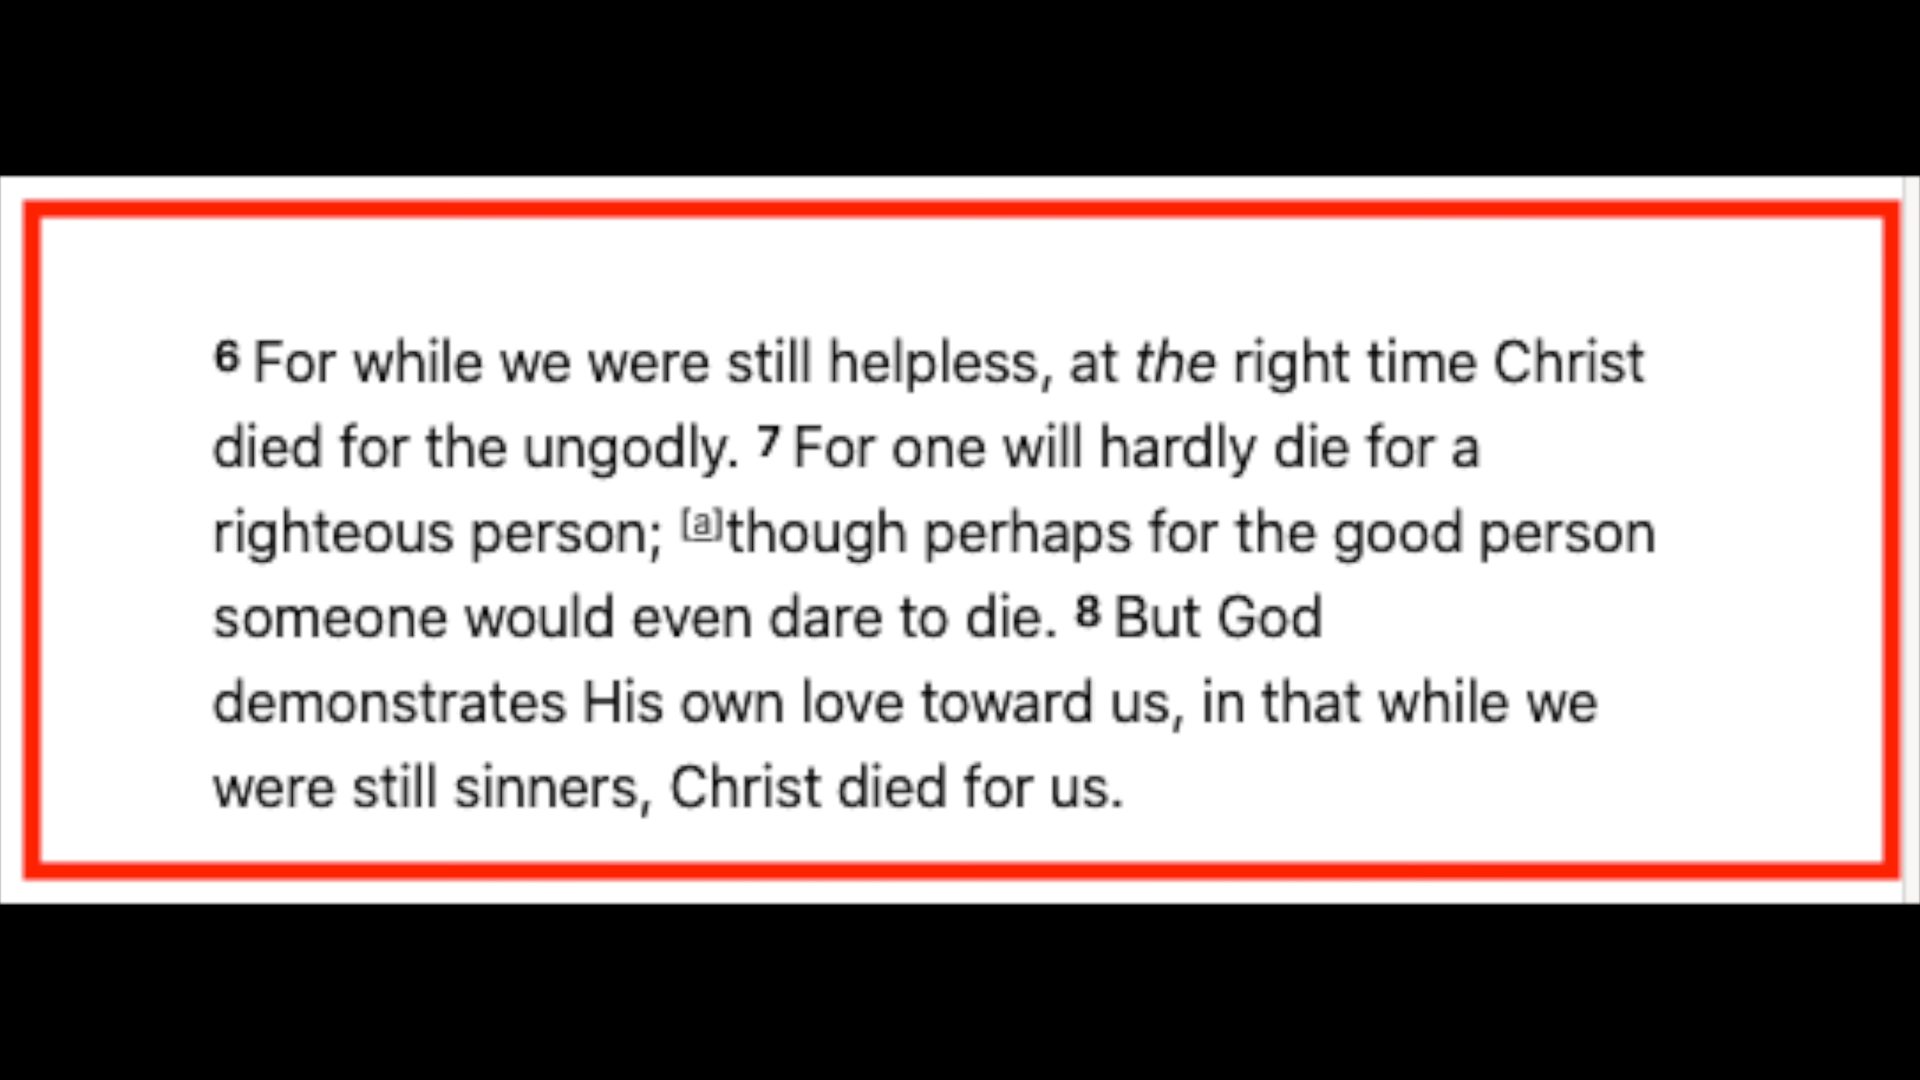 6 For while we were still helpless, at the right time Christ
died for the ungodly. 7 For one will hardly die for a
righteous person; [a]though perhaps for the good person
someone would even dare to die. 8 But God
demonstrates His own love toward us, in that while we
were still sinners, Christ died for us.